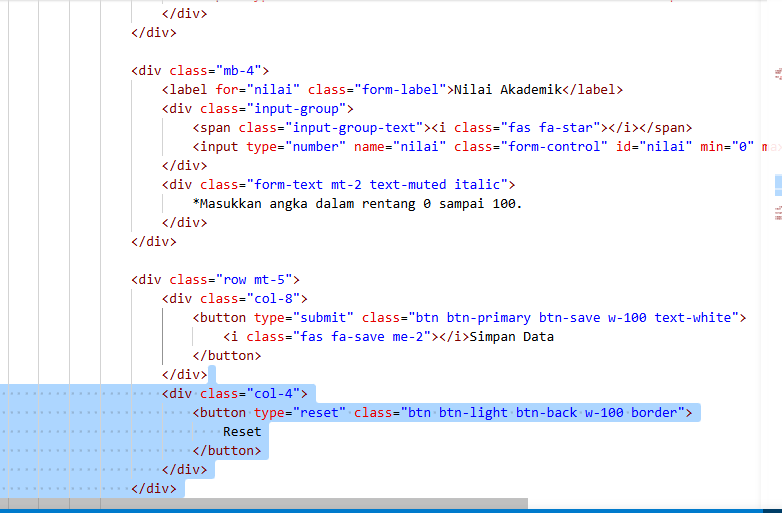 </div>
</div>
<div class="mb-4">
<label for="nilai" class="form-label">Nilai Akademik</label>
<div class="input-group">
<span class="input-group-text"><i class="fas fa-star"></i></span>
<input type="number" name="nilai" class="form-control" id="nilai" min="0"
</div>
<div class="form-text mt-2 text-muted italic">
*Masukkan angka dalam rentang 0 sampai 100.
</div>
</div>
<div class="row mt-5">
<div class="col-8">
<button type="submit" class="btn btn-primary btn-save w-100 text-white">
<i class="fas fa-save me-2"></i>Simpan Data
</button>
</div>
<div class="col-4">
<button type="reset" class="btn btn-light btn-back w-100 border">
Reset
</button>
</div>
</div>